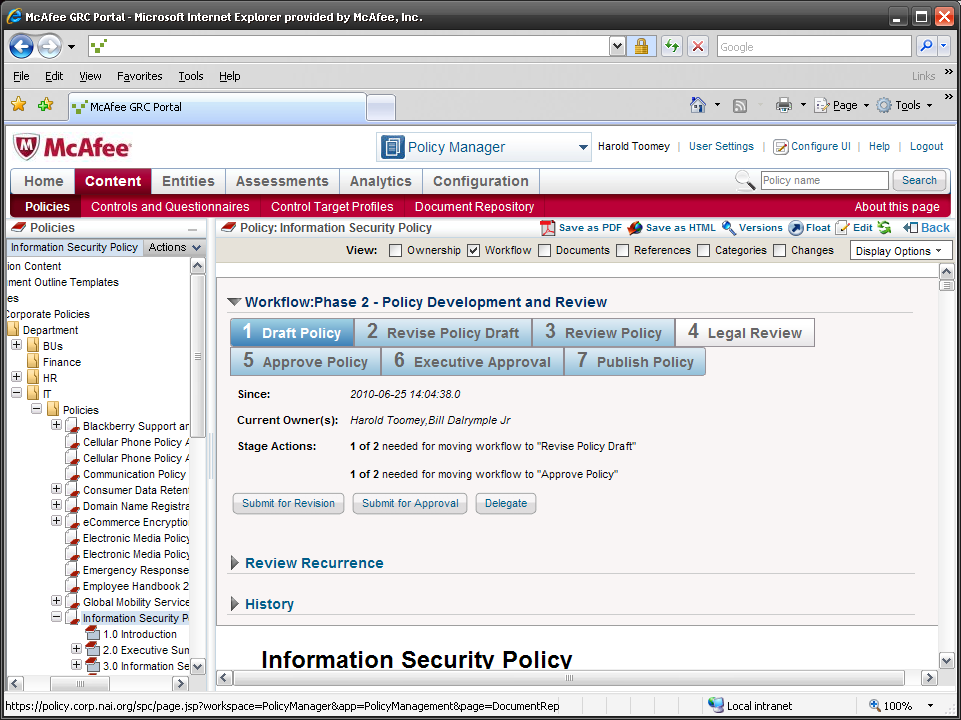 McAfee GRC Portal - Microsoft Internet Explorer provided by McAfee, Inc.
Google
File Edit View Favorites Tools Help Links »
McAfee GRC Portal Page Tools »
McAfee Policy Manager Harold Toomey | User Settings | Configure UI | Help | Logout
Home Content Entities Assessments Analytics Configuration Policy name Search
Policies Controls and Questionnaires Control Target Profiles Document Repository About this page
Policies
Information Security Policy Actions
ion Content
ment Outline Templates
es
Corporate Policies
Department
BUs
Finance
HR
IT
Policies
Blackberry Support an
Cellular Phone Policy A
Cellular Phone Policy A
Communication Policy
Consumer Data Reten
Domain Name Registra
eCommerce Encryptio
Electronic Media Policy
Electronic Media Policy
Emergency Response
Employee Handbook 2
Global Mobility Service
Information Security P
1.0 Introduction
2.0 Executive Sum
3.0 Information Se
Policy: Information Security Policy Save as PDF Save as HTML Versions Float Edit Back
View: Ownership Workflow Documents References Categories Changes Display Options
Workflow:Phase 2 - Policy Development and Review
1 Draft Policy 2 Revise Policy Draft 3 Review Policy 4 Legal Review
5 Approve Policy 6 Executive Approval 7 Publish Policy
Since: 2010-06-25 14:04:38.0
Current Owner(s): Harold Toomey,Bill Dalrymple Jr
Stage Actions: 1 of 2 needed for moving workflow to "Revise Policy Draft"
1 of 2 needed for moving workflow to "Approve Policy"
Submit for Revision Submit for Approval Delegate
Review Recurrence
History
Information Security Policy
https://policy.corp.nai.org/spc/page.jsp?workspace=PolicyManager&app=PolicyManagement&page=DocumentRep Local intranet 100%